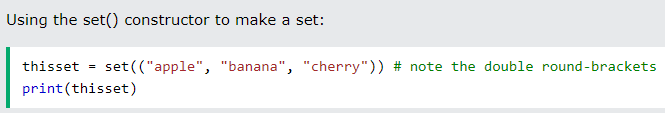 Using the set() constructor to make a set:
thisset = set(("apple", "banana", "cherry")) # note the double round-brackets
print(thisset)